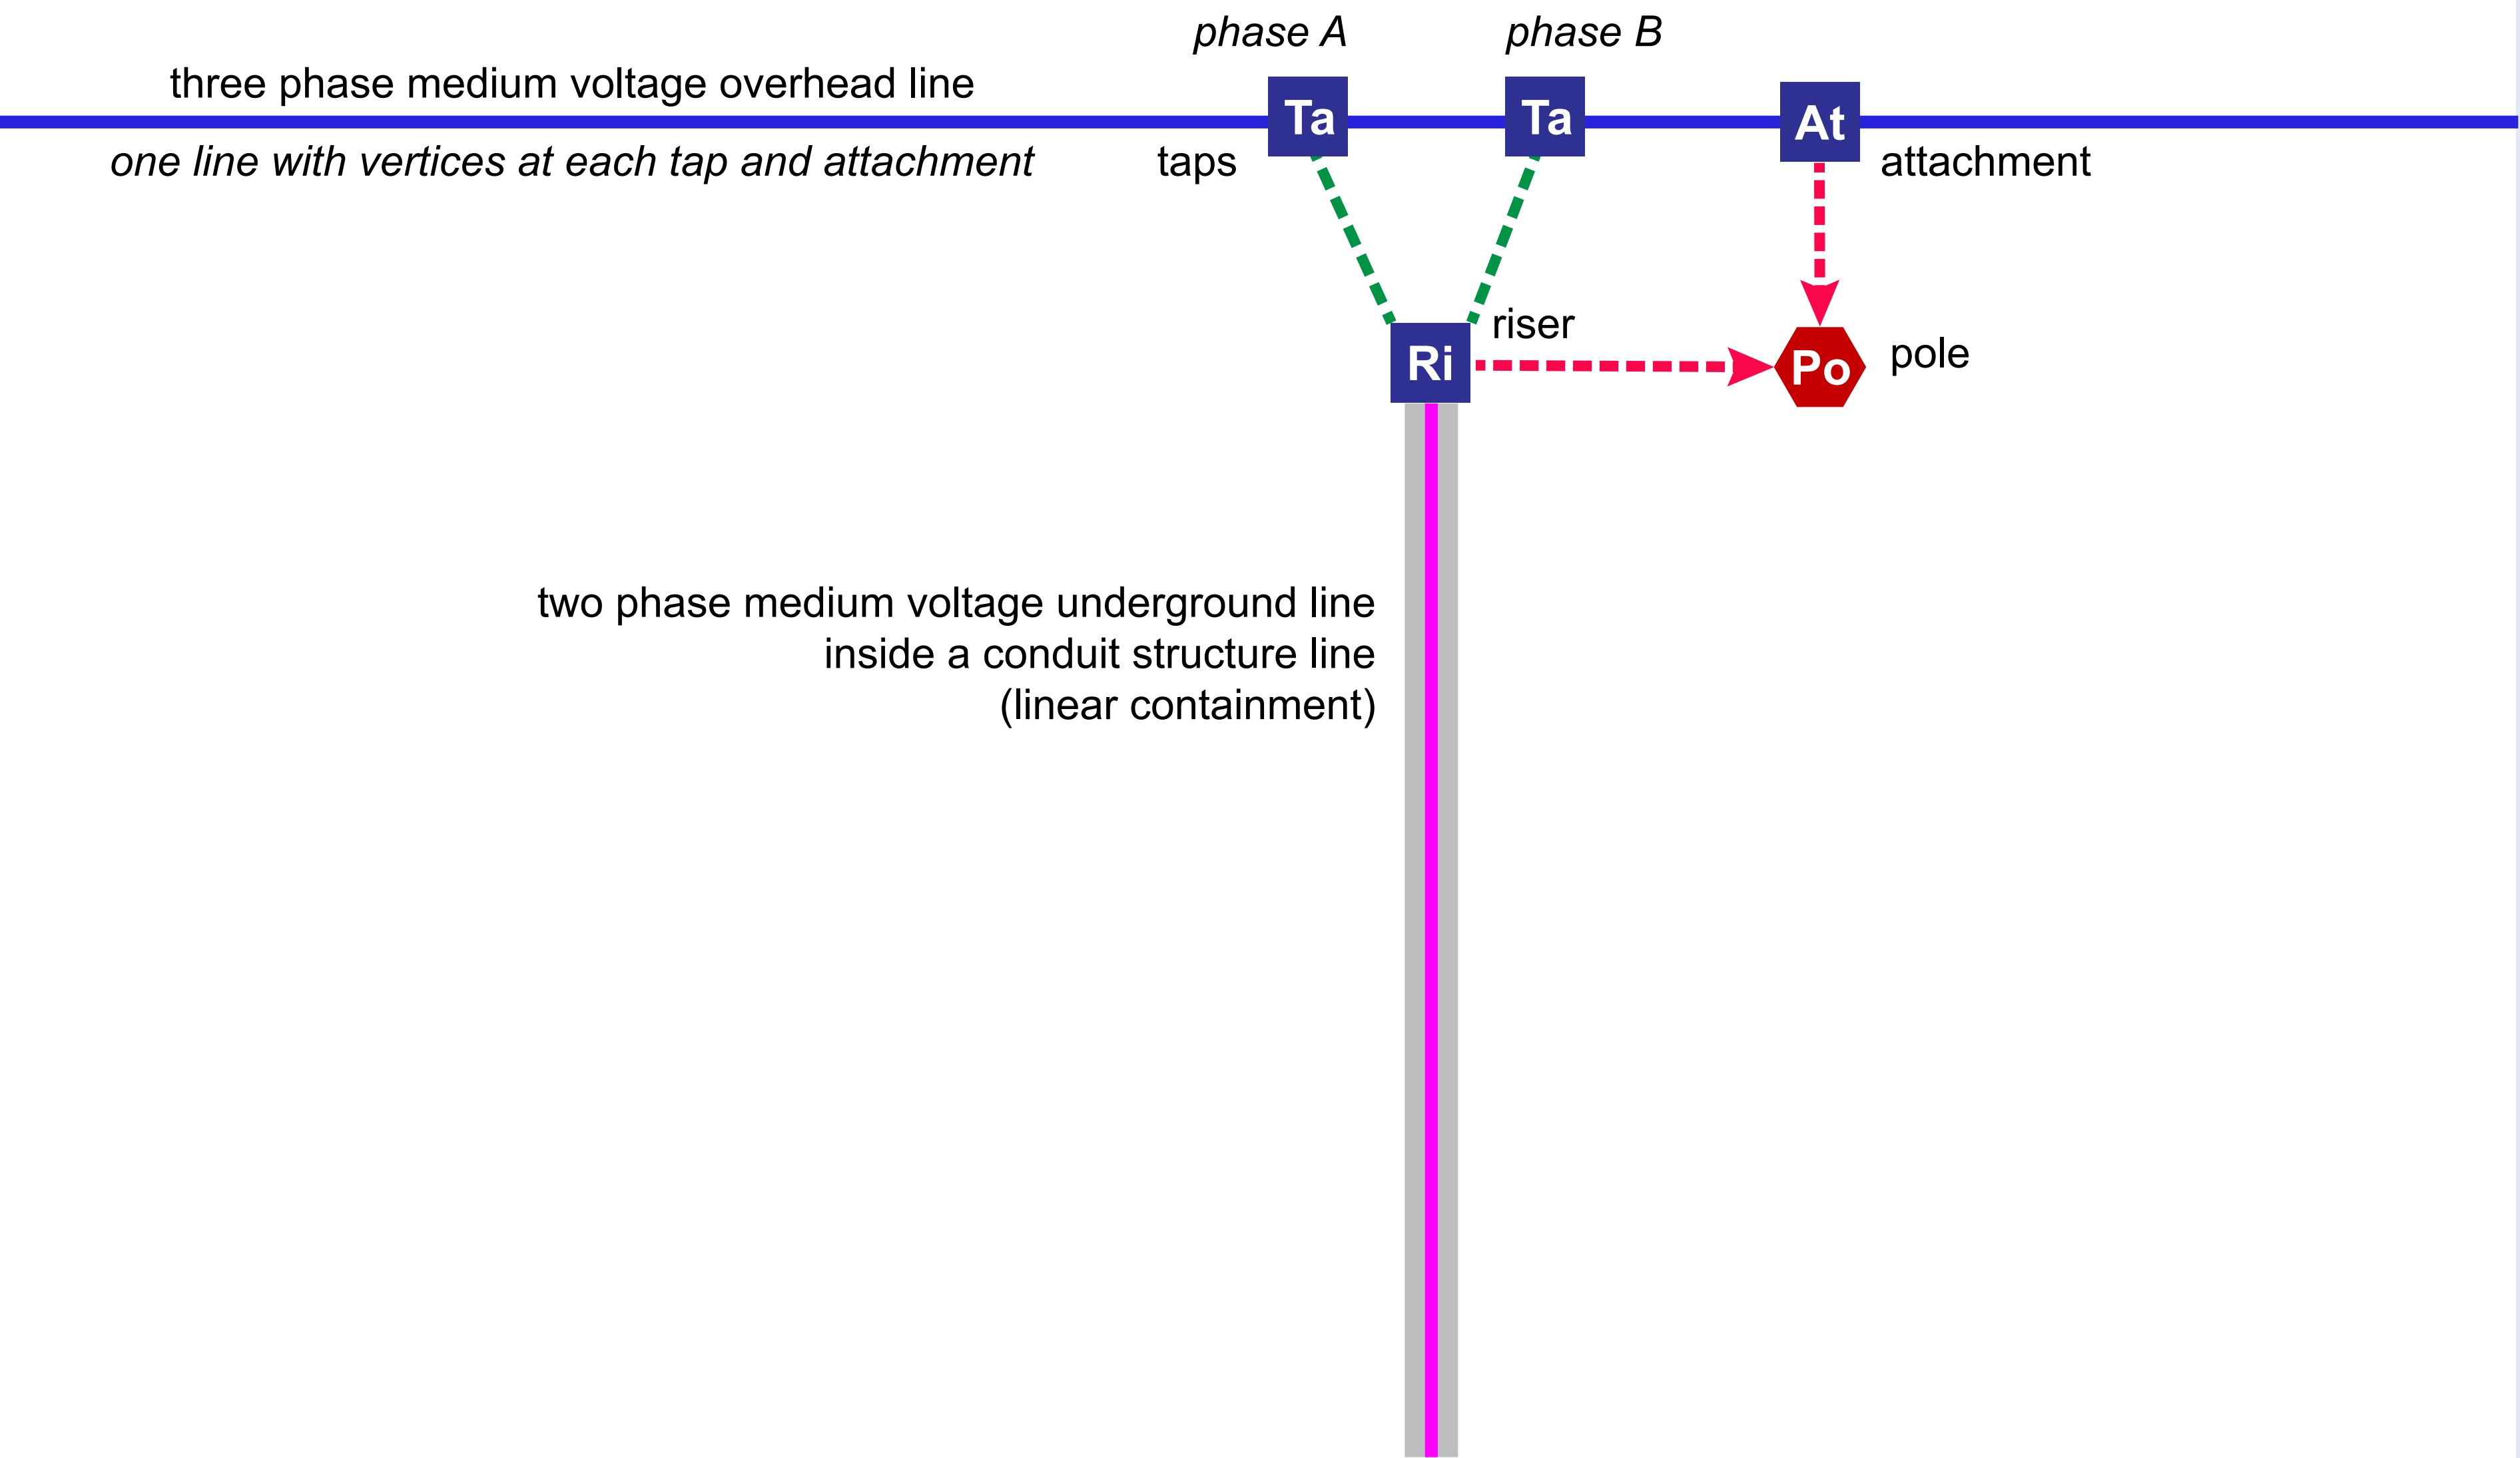 phase A
phase B
three phase medium voltage overhead line
Ta
Ta
At
one line with vertices at each tap and attachment
taps
attachment
riser
Ri
Po
pole
two phase medium voltage underground line
inside a conduit structure line
(linear containment)